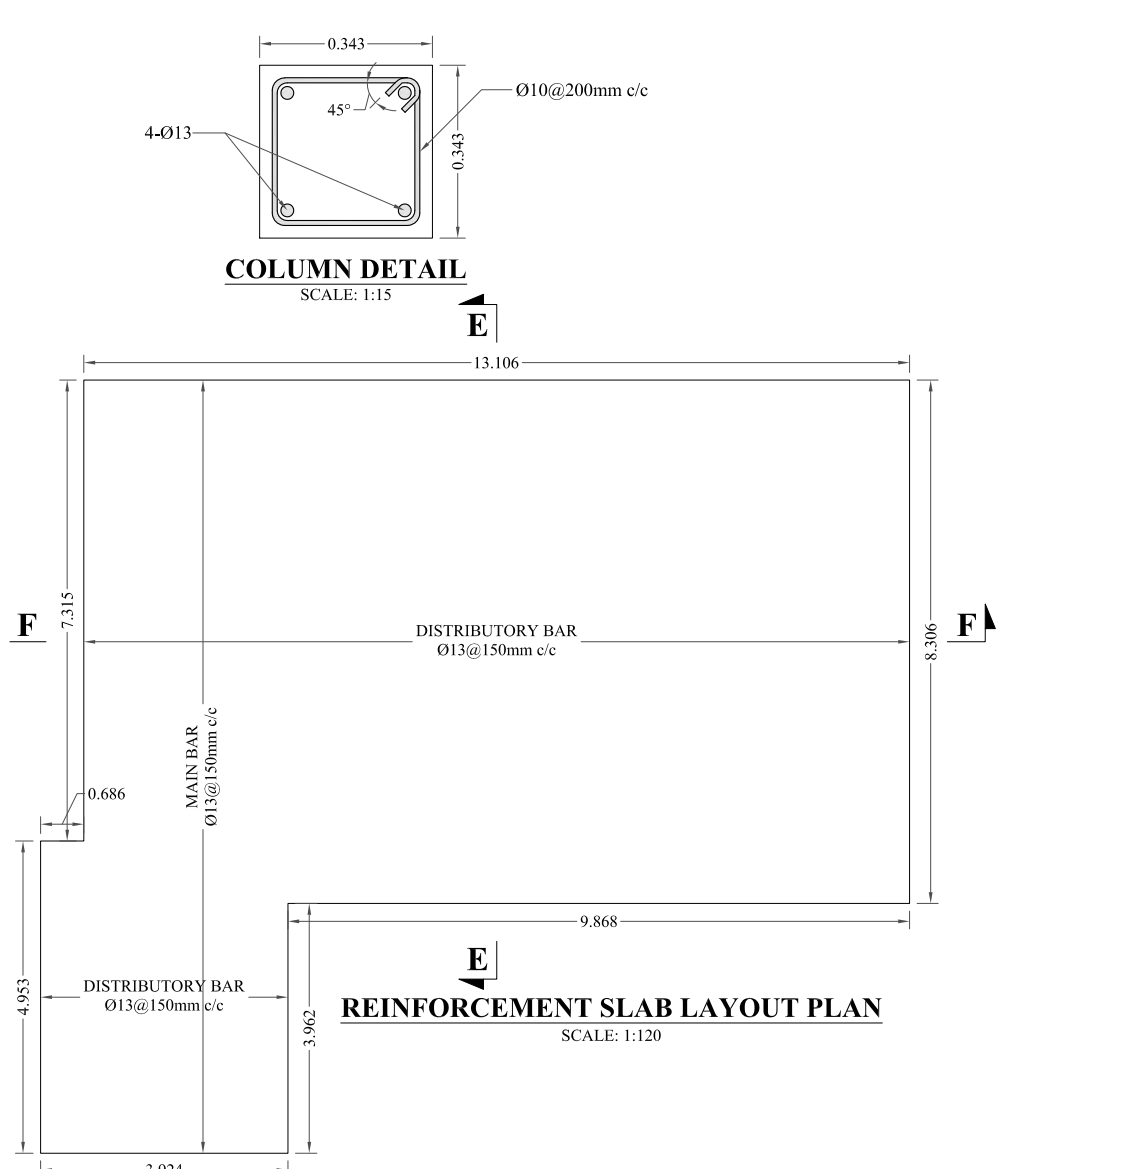 0.343
Ø10@200mm c/c
45°
4-Ø13
0.343
COLUMN DETAIL
SCALE: 1:15
E
13.106
7.315
F
DISTRIBUTORY BAR
Ø13@150mm c/c
8.306
F
MAIN BAR
Ø13@150mm c/c
0.686
9.868
E
4.953
DISTRIBUTORY BAR
Ø13@150mm c/c
3.962
REINFORCEMENT SLAB LAYOUT PLAN
SCALE: 1:120
3.924